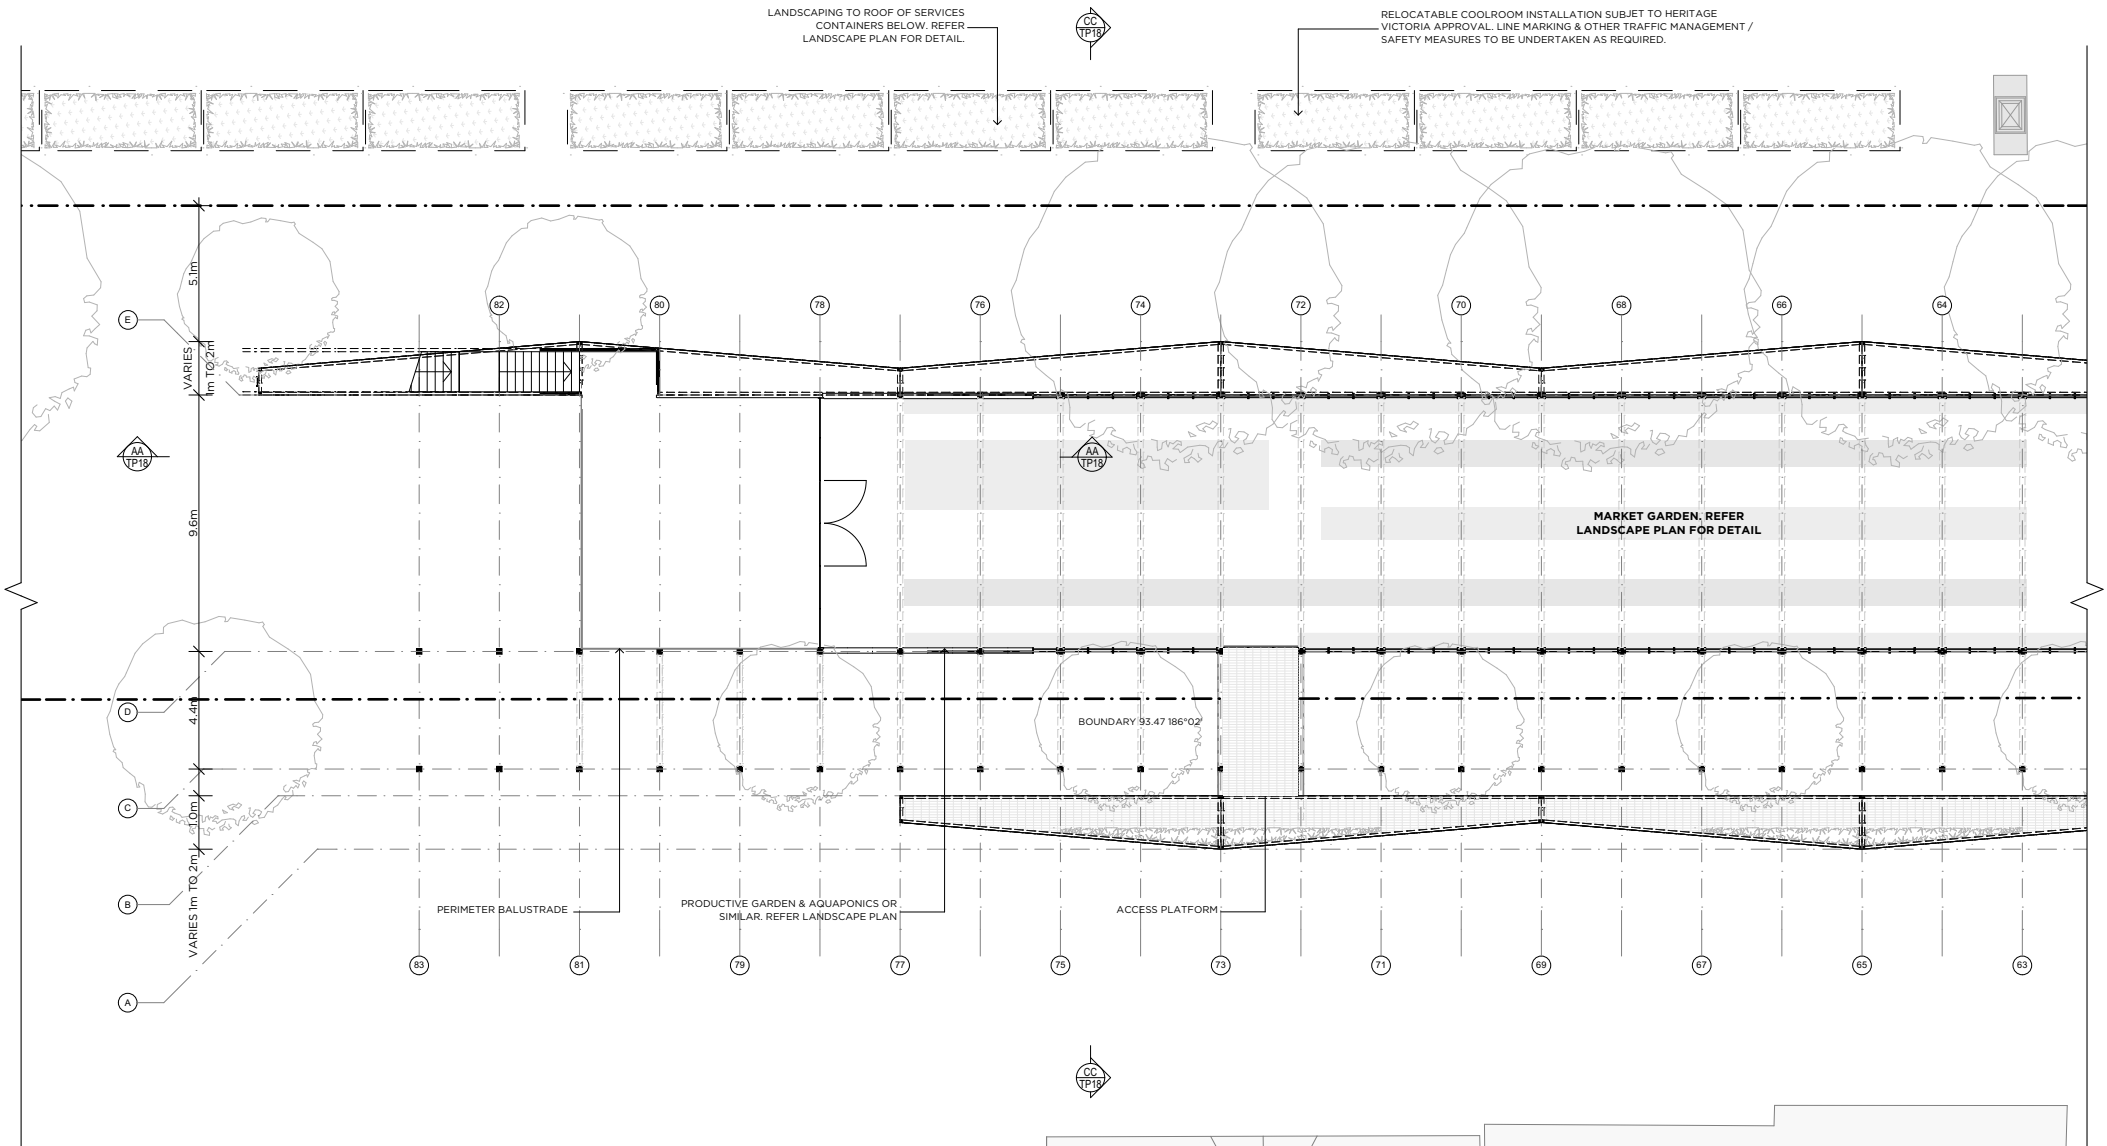 LANDSCAPING TO ROOF OF SERVICES
CONTAINERS BELOW. REFER
LANDSCAPE PLAN FOR DETAIL.
CC
TP18
RELOCATABLE COOLROOM INSTALLATION SUBJET TO HERITAGE
VICTORIA APPROVAL. LINE MARKING & OTHER TRAFFIC MANAGEMENT /
SAFETY MEASURES TO BE UNDERTAKEN AS REQUIRED.
5.1m
82
80
78
76
74
72
70
68
66
64
E
VARIES
1m TO 2m
AA
TP18
AA
TP18
9.6m
MARKET GARDEN. REFER
LANDSCAPE PLAN FOR DETAIL
D
4.4m
BOUNDARY 93.47 186°02'
C
1.0m
B
VARIES 1m TO 2m
PERIMETER BALUSTRADE
PRODUCTIVE GARDEN & AQUAPONICS OR
SIMILAR. REFER LANDSCAPE PLAN
ACCESS PLATFORM
83
81
79
77
75
73
71
69
67
65
63
A
CC
TP18